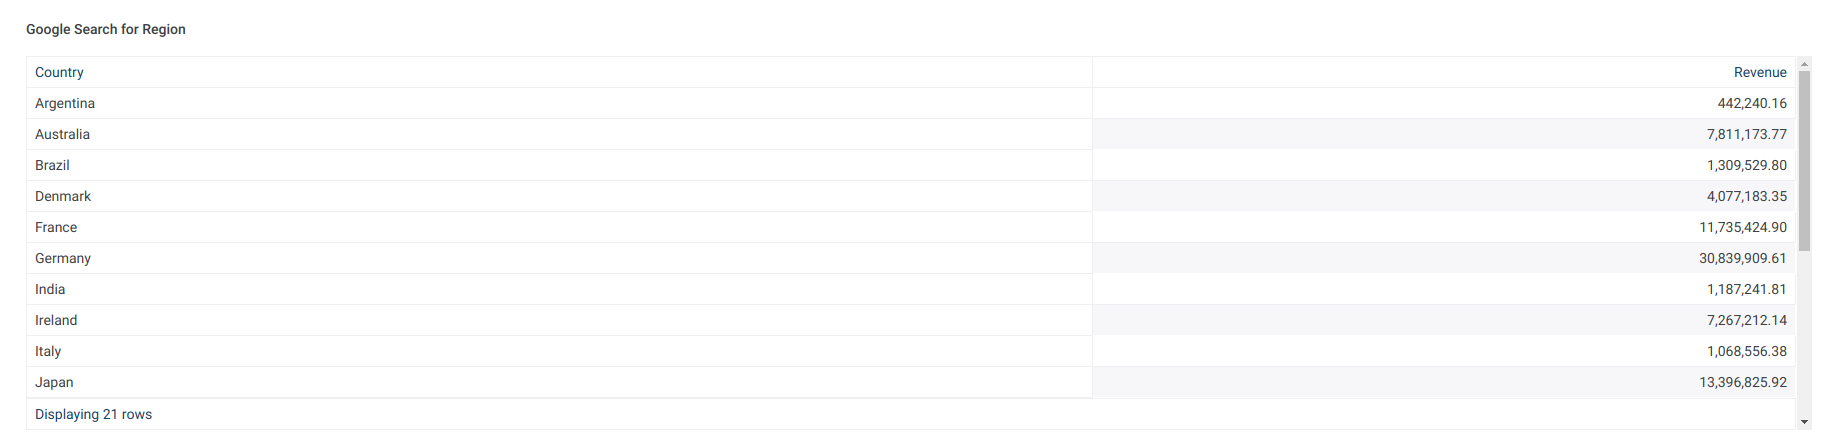 Google Search for Region
Country Revenue
Argentina 442,240.16
Australia 7,811,173.77
Brazil 1,309,529.80
Denmark 4,077,183.35
France 11,735,424.90
Germany 30,839,909.61
India 1,187,241.81
Ireland 7,267,212.14
Italy 1,068,556.38
Japan 13,396,825.92
Displaying 21 rows